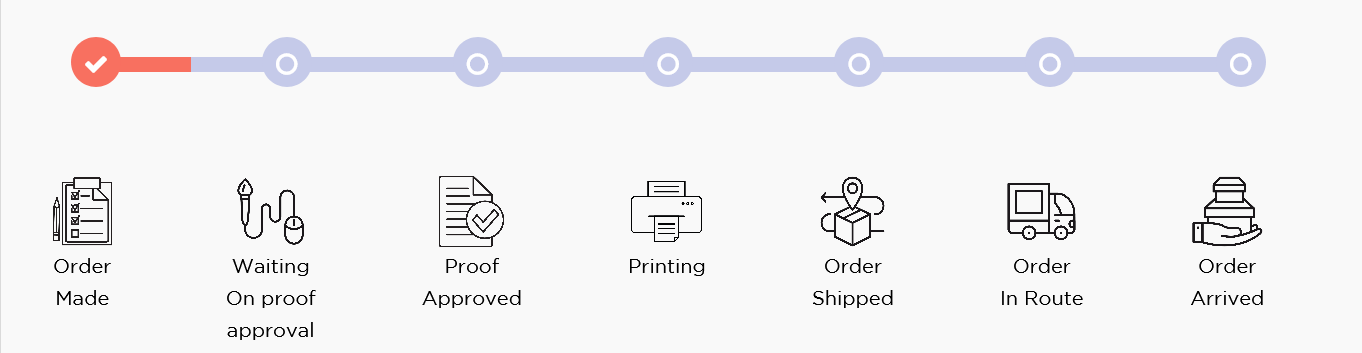 Order
Made
Waiting
On proof
approval
Proof
Approved
Printing
Order
Shipped
Order
In Route
Order
Arrived